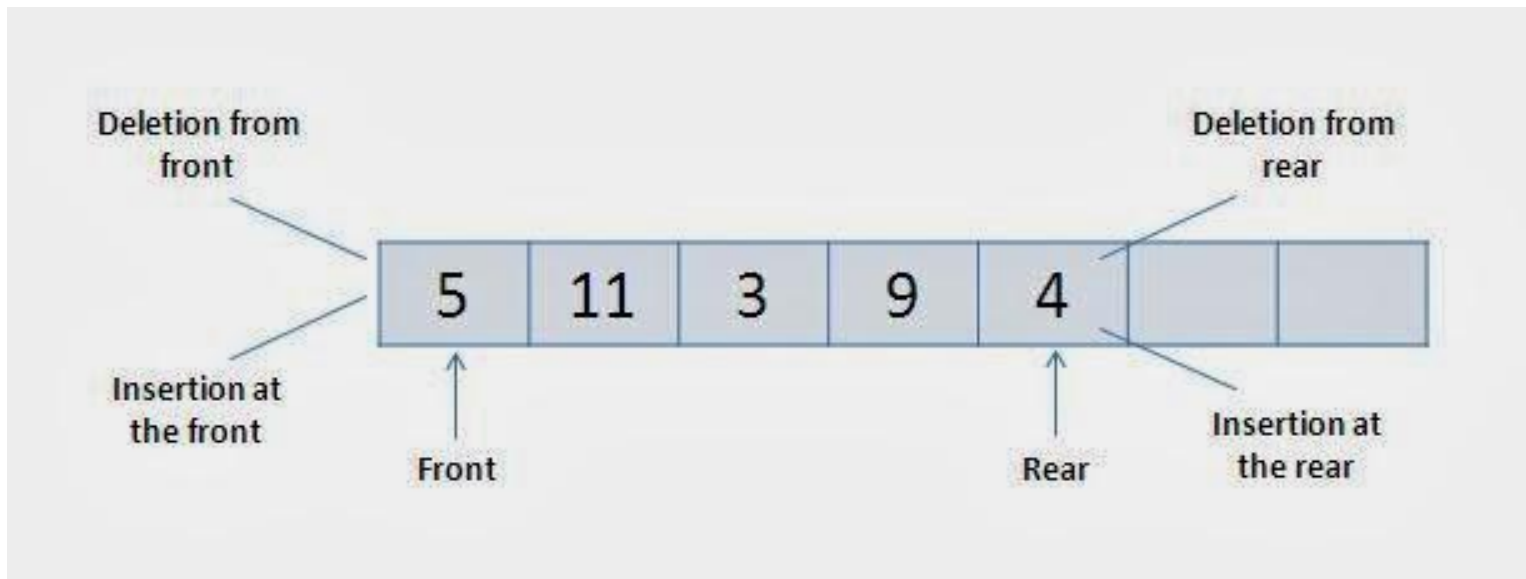 Deletion from
front
Deletion from
rear
5 11 3 9 4
Insertion at
the front
Front
Rear
Insertion at
the rear